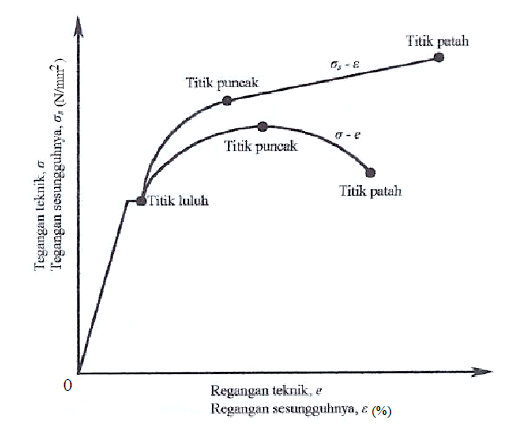 Titik patah
σs - ε
Titik puncak
σ - e
Titik puncak
Titik patah
Titik luluh
Tegangan teknik, σ
Tegangan sesungguhnya, σs (N/mm²)
0
Regangan teknik, e
Regangan sesungguhnya, ε (%)